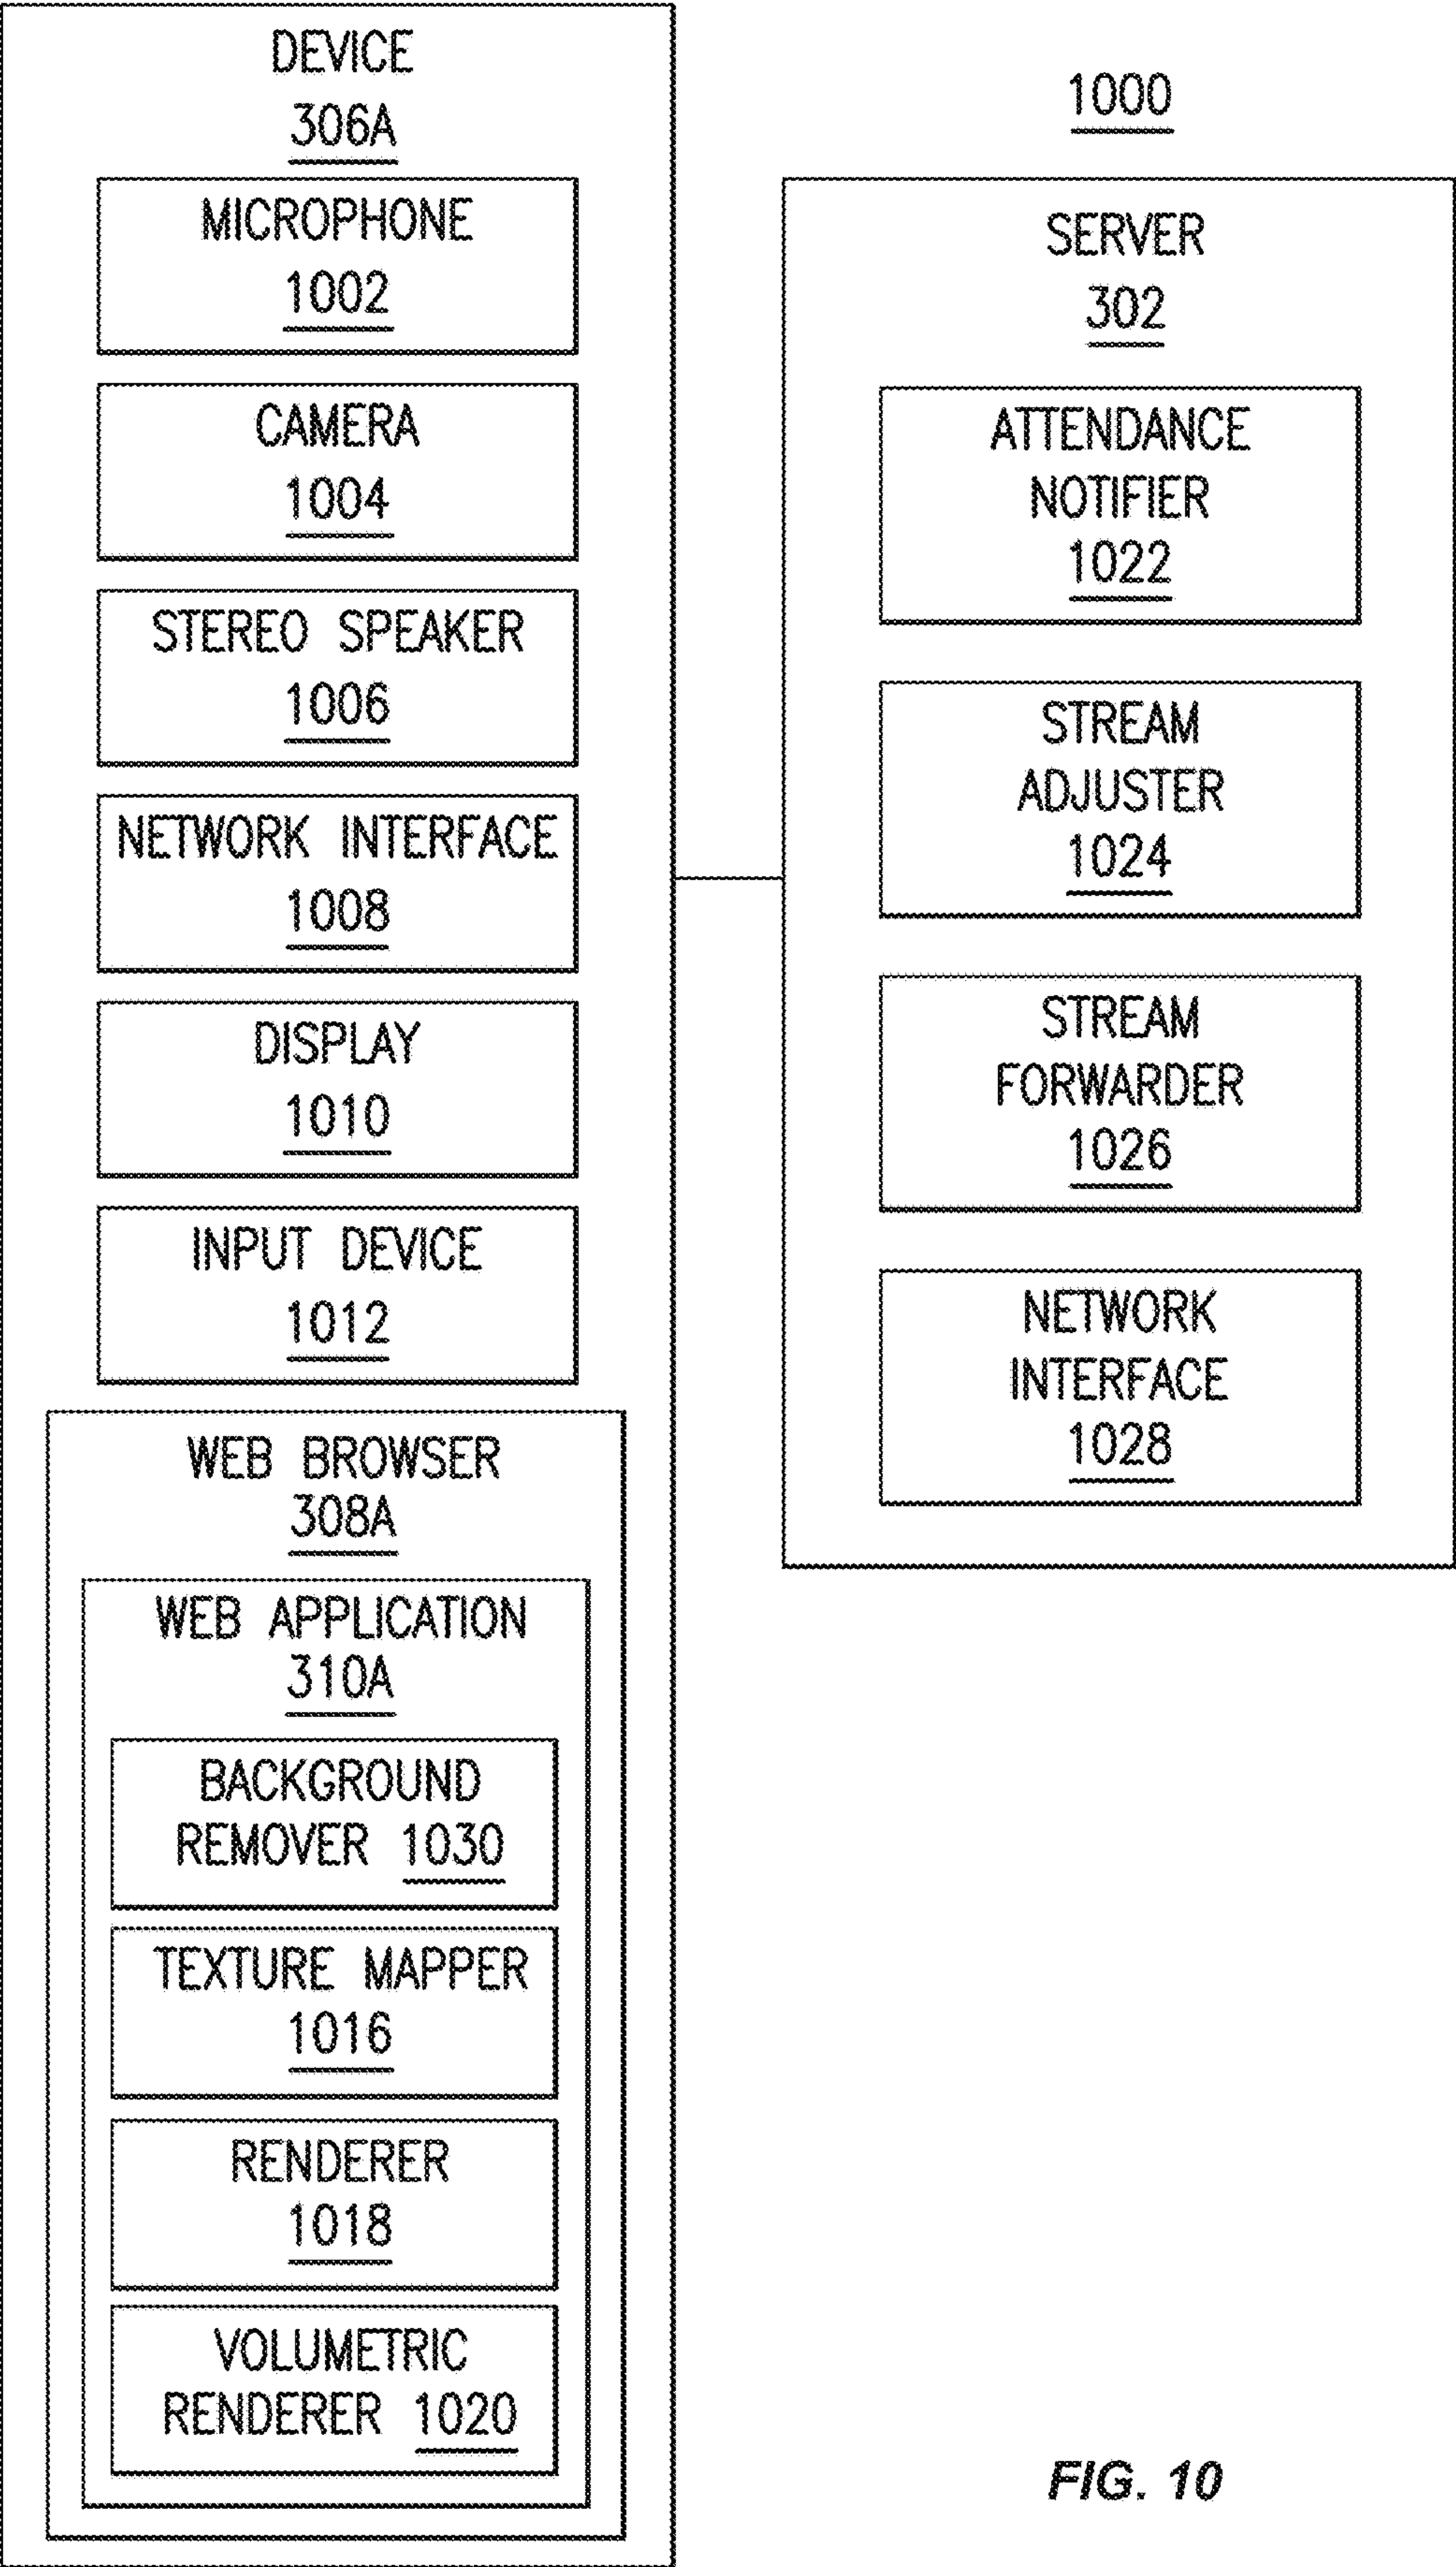 DEVICE
306A
MICROPHONE
1002
CAMERA
1004
STEREO SPEAKER
1006
NETWORK INTERFACE
1008
DISPLAY
1010
INPUT DEVICE
1012
WEB BROWSER
308A
WEB APPLICATION
310A
BACKGROUND
REMOVER 1030
TEXTURE MAPPER
1016
RENDERER
1018
VOLUMETRIC
RENDERER 1020
1000
SERVER
302
ATTENDANCE
NOTIFIER
1022
STREAM
ADJUSTER
1024
STREAM
FORWARDER
1026
NETWORK
INTERFACE
1028
FIG. 10